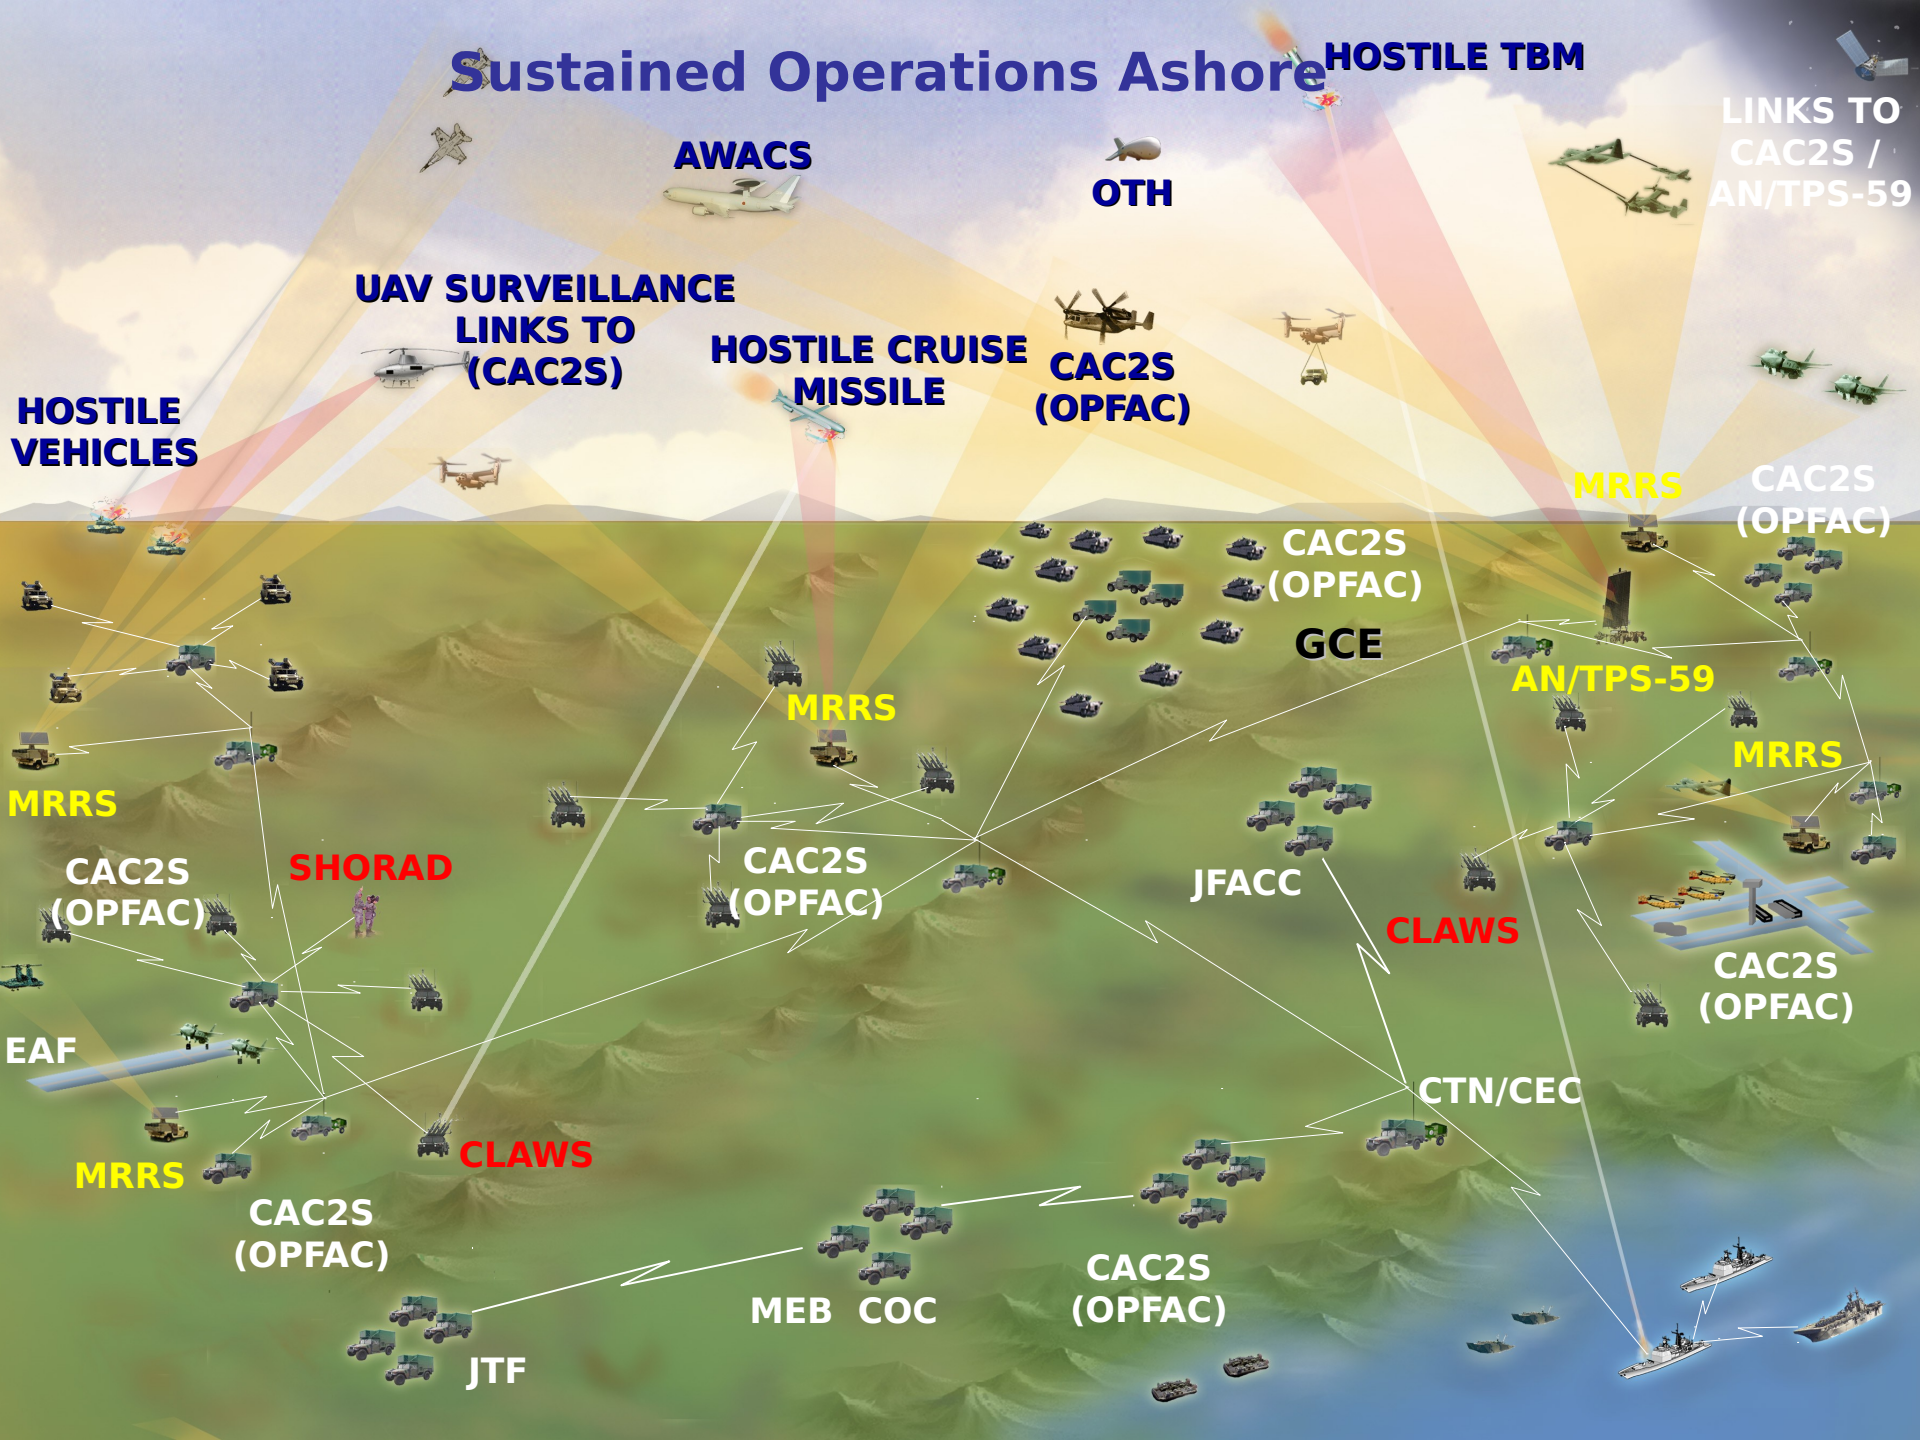 Sustained Operations Ashore
HOSTILE TBM
LINKS TO
CAC2S /
AN/TPS-59
AWACS
OTH
UAV SURVEILLANCE
LINKS TO
(CAC2S)
HOSTILE CRUISE
MISSILE
CAC2S
(OPFAC)
HOSTILE
VEHICLES
MRRS
CAC2S
(OPFAC)
CAC2S
(OPFAC)
GCE
AN/TPS-59
MRRS
MRRS
MRRS
CAC2S
(OPFAC)
SHORAD
CAC2S
(OPFAC)
JFACC
CLAWS
CAC2S
(OPFAC)
EAF
CTN/CEC
MRRS
CLAWS
CAC2S
(OPFAC)
CAC2S
(OPFAC)
MEB COC
JTF